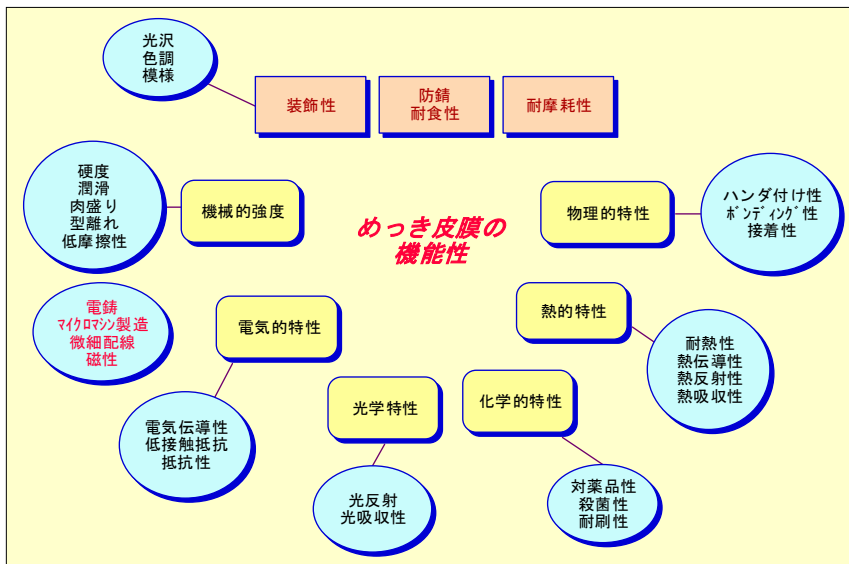 光沢
色調
模様
装飾性
防錆
耐食性
耐摩耗性
硬度
潤滑
肉盛り
型離れ
低摩擦性
機械的強度
めっき皮膜の
機能性
物理的特性
ハンダ付け性
ボンディング性
接着性
電鋳
マイクロマシン製造
微細配線
磁性
電気的特性
熱的特性
耐熱性
熱伝導性
熱反射性
熱吸収性
電気伝導性
低接触抵抗
抵抗性
光学特性
化学的特性
光反射
光吸収性
対薬品性
殺菌性
耐刷性